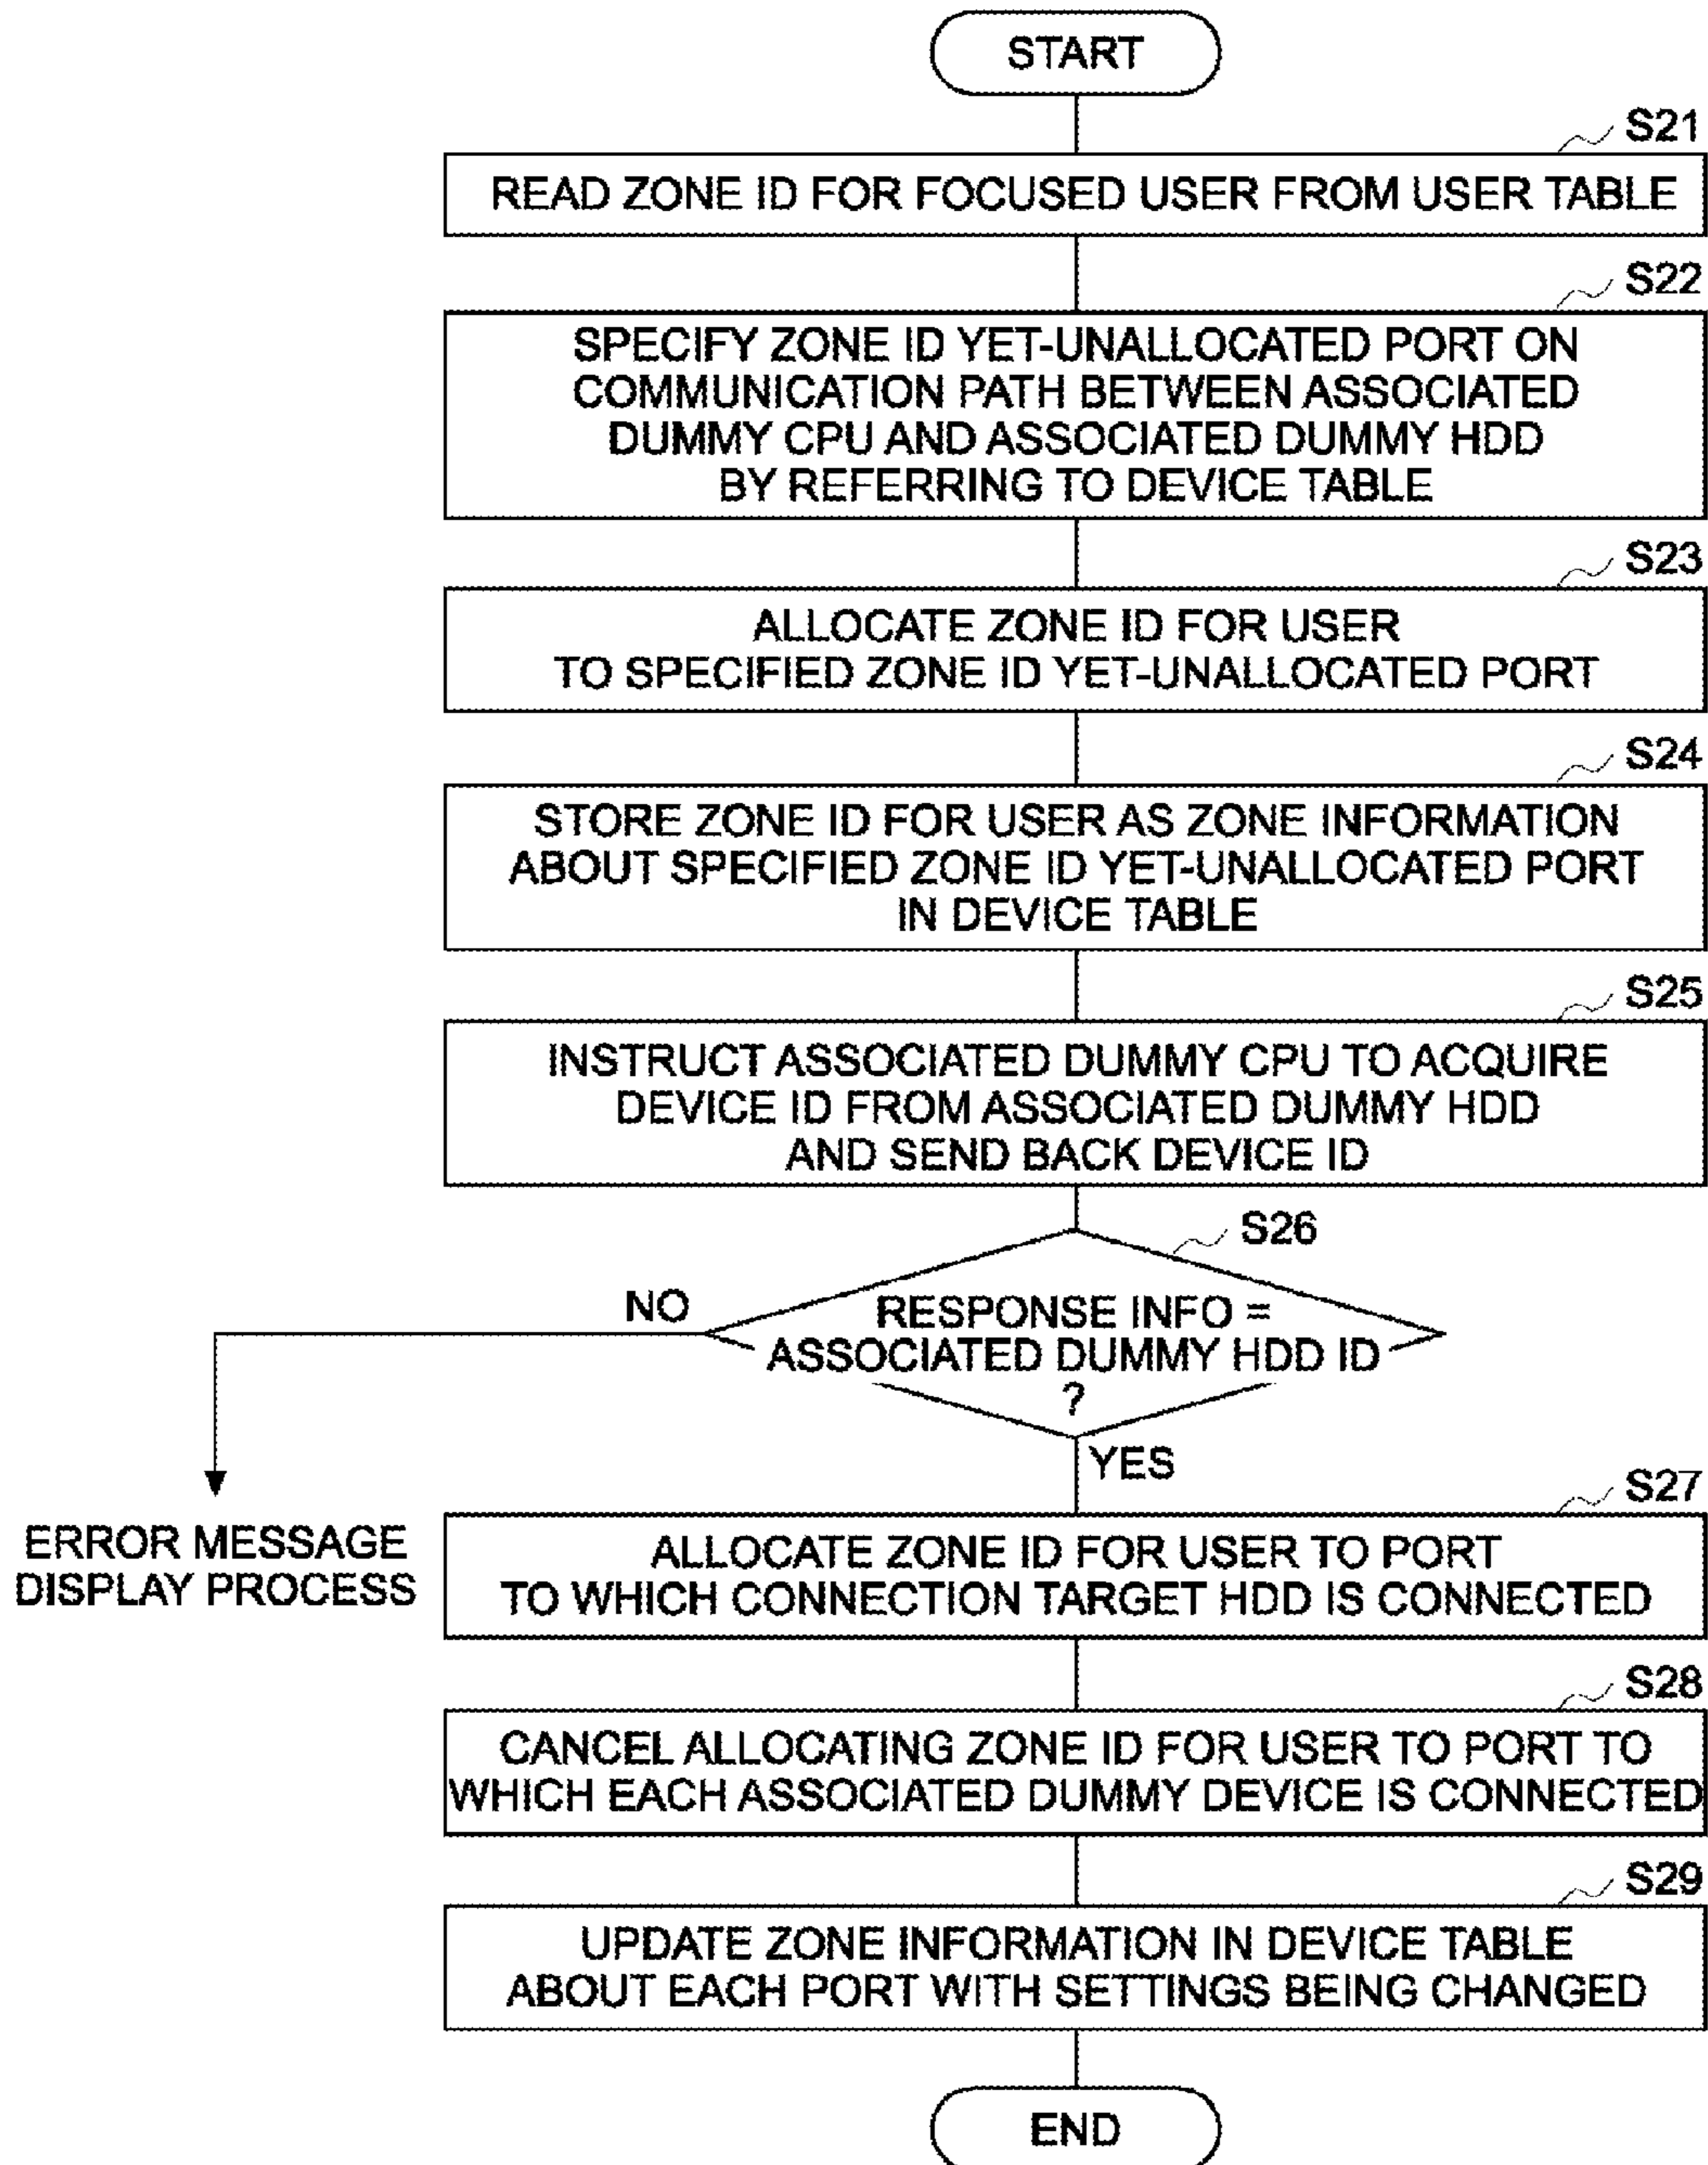 START
S21
READ ZONE ID FOR FOCUSED USER FROM USER TABLE
S22
SPECIFY ZONE ID YET-UNALLOCATED PORT ON
COMMUNICATION PATH BETWEEN ASSOCIATED
DUMMY CPU AND ASSOCIATED DUMMY HDD
BY REFERRING TO DEVICE TABLE
S23
ALLOCATE ZONE ID FOR USER
TO SPECIFIED ZONE ID YET-UNALLOCATED PORT
S24
STORE ZONE ID FOR USER AS ZONE INFORMATION
ABOUT SPECIFIED ZONE ID YET-UNALLOCATED PORT
IN DEVICE TABLE
S25
INSTRUCT ASSOCIATED DUMMY CPU TO ACQUIRE
DEVICE ID FROM ASSOCIATED DUMMY HDD
AND SEND BACK DEVICE ID
S26
NO
RESPONSE INFO =
ASSOCIATED DUMMY HDD ID
?
YES
ERROR MESSAGE
DISPLAY PROCESS
S27
ALLOCATE ZONE ID FOR USER TO PORT
TO WHICH CONNECTION TARGET HDD IS CONNECTED
S28
CANCEL ALLOCATING ZONE ID FOR USER TO PORT TO
WHICH EACH ASSOCIATED DUMMY DEVICE IS CONNECTED
S29
UPDATE ZONE INFORMATION IN DEVICE TABLE
ABOUT EACH PORT WITH SETTINGS BEING CHANGED
END